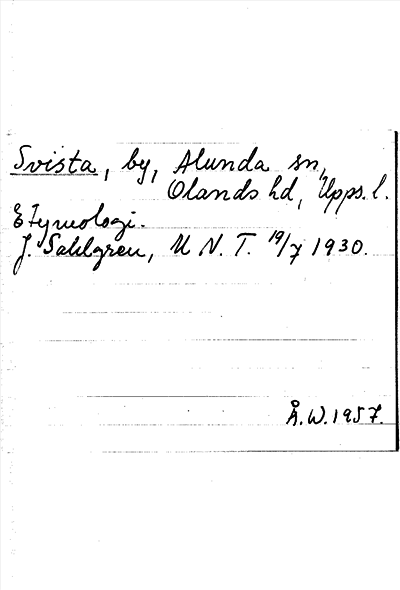 Svista, by, Alunda sn,
Olands hd, Upps. l.
Etymologi.
J. Sahlgren, U N. T. 19/7 1930.
Å.W. 1957.